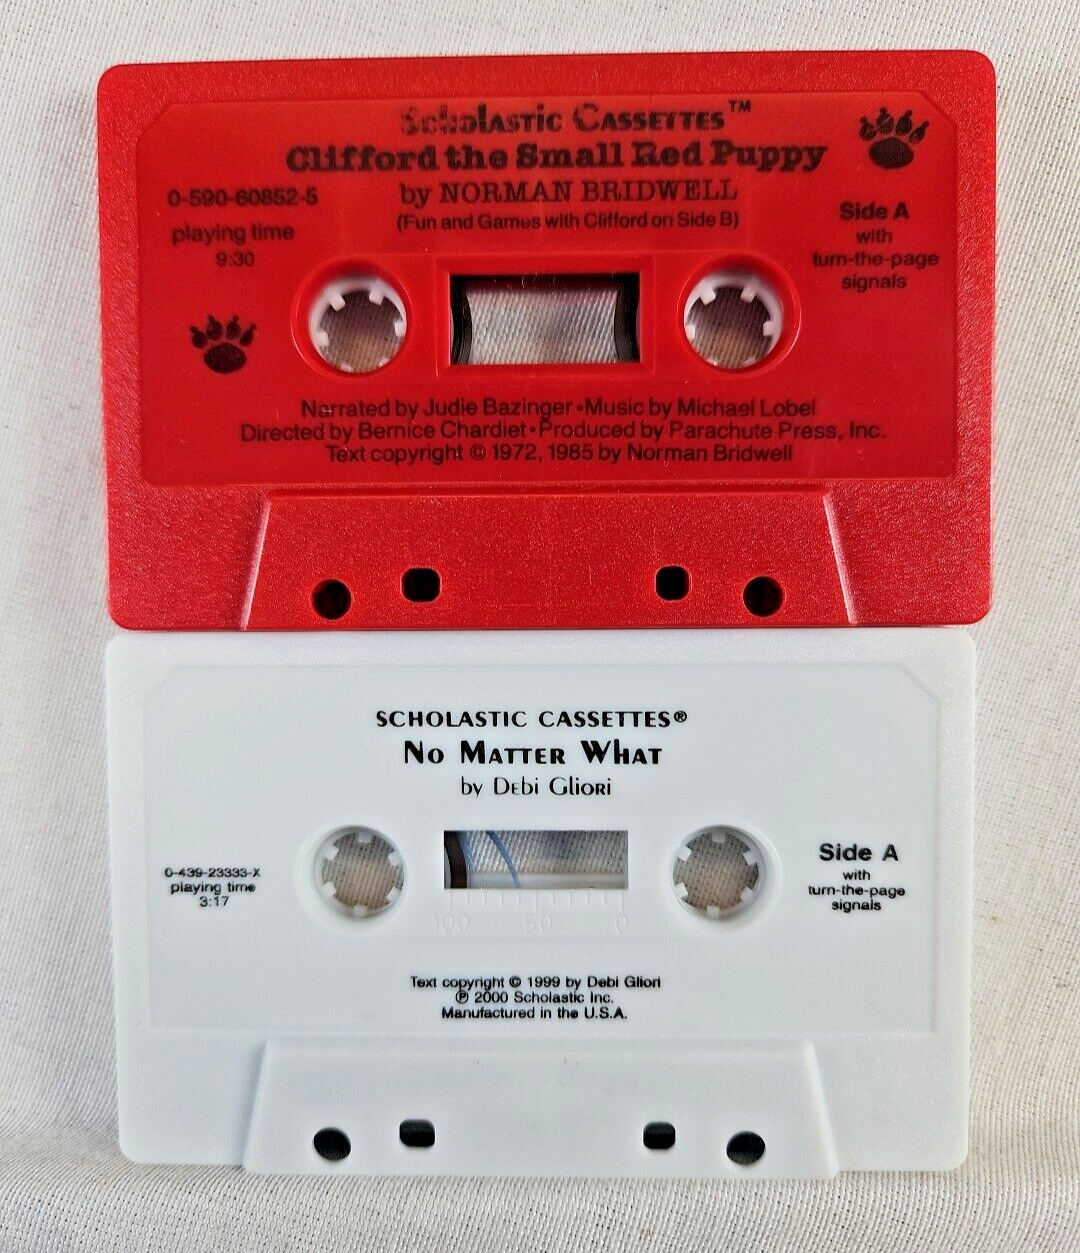 Scholastic Cassettes™
Clifford the Small Red Puppy
by NORMAN BRIDWELL
(Fun and Games with Clifford on Side B)
0-590-60852-5
playing time
9:30
Side A
with
turn-the-page
signals
Narrated by Judie Bazinger•Music by Michael Lobel
Directed by Bernice Chardiet•Produced by Parachute Press, Inc.
Text copyright © 1972, 1985 by Norman Bridwell
SCHOLASTIC CASSETTES®
No Matter What
by Debi Gliori
0-439-23333-X
playing time
3:17
100 50 0
Side A
with
turn-the-page
signals
Text copyright © 1999 by Debi Gliori
℗ 2000 Scholastic Inc.
Manufactured in the U.S.A.